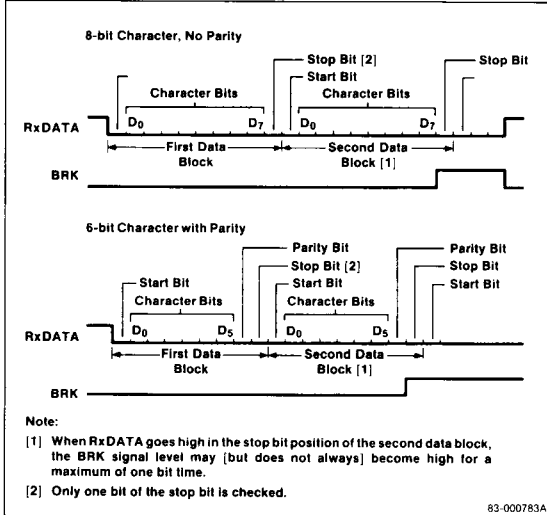 8-bit Character, No Parity
Stop Bit [2]
Stop Bit
Start Bit
Character Bits
Character Bits
D0 D7 D0 D7
RxDATA
First Data Block
Second Data Block [1]
BRK
6-bit Character with Parity
Parity Bit
Parity Bit
Stop Bit [2]
Stop Bit
Start Bit
Start Bit
Start Bit
Character Bits
Character Bits
D0 D5 D0 D5
RxDATA
First Data Block
Second Data Block [1]
BRK
Note:
[1] When RxDATA goes high in the stop bit position of the second data block,
the BRK signal level may [but does not always] become high for a
maximum of one bit time.
[2] Only one bit of the stop bit is checked.
83-000783A